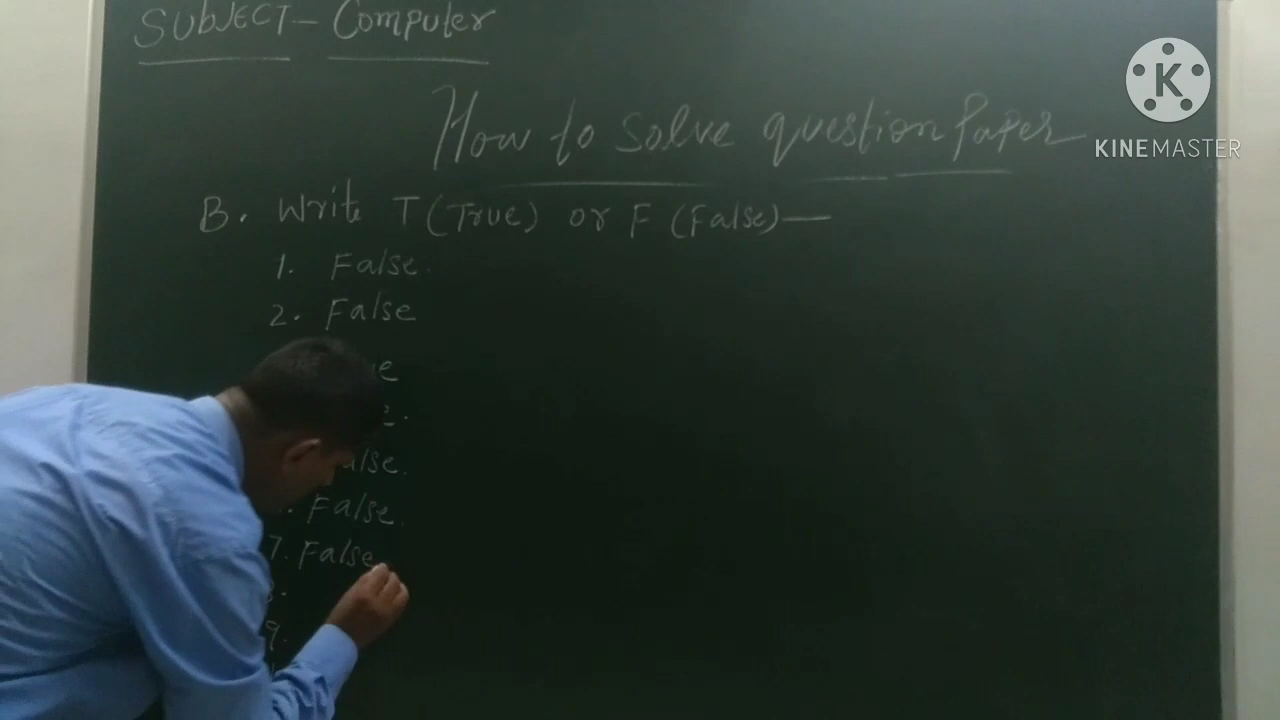 SUBJECT – Computer
K
KINEMASTER
How to solve question Paper
B. Write T (True) or F (False) —
1. False.
2. False
False.
7. False
9.